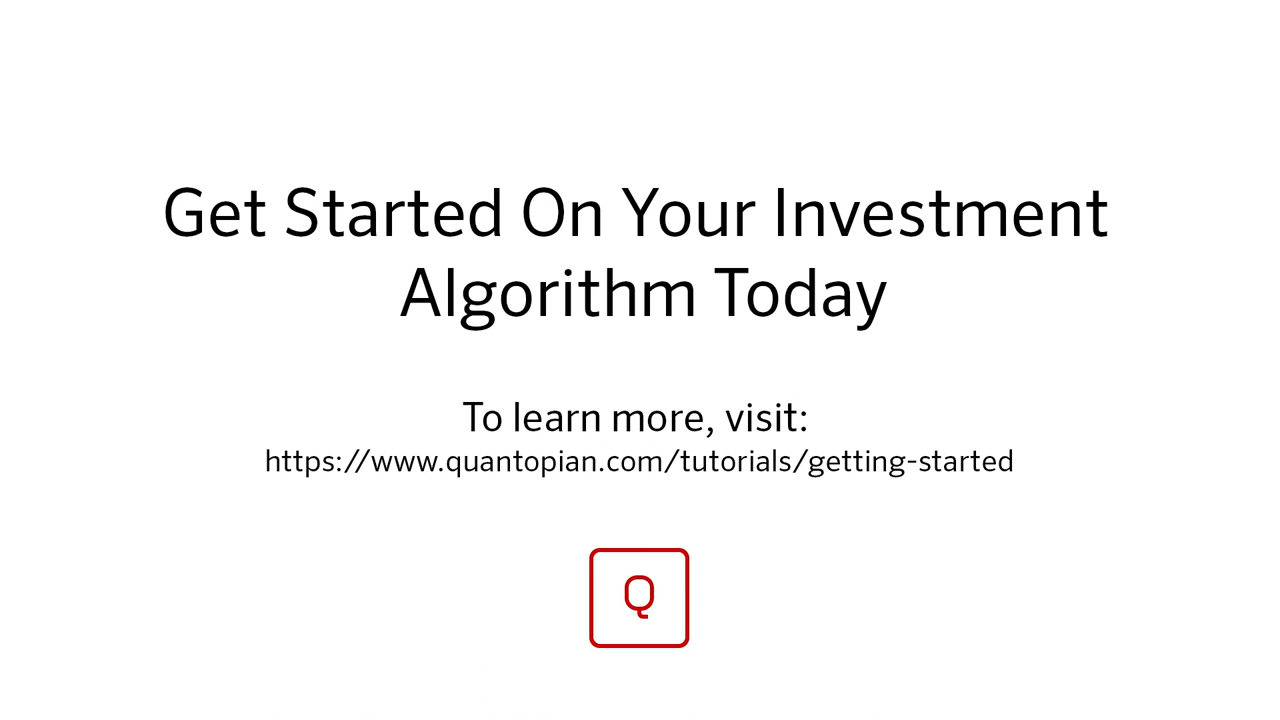 Get Started On Your Investment
Algorithm Today
To learn more, visit:
https://www.quantopian.com/tutorials/getting-started
Q